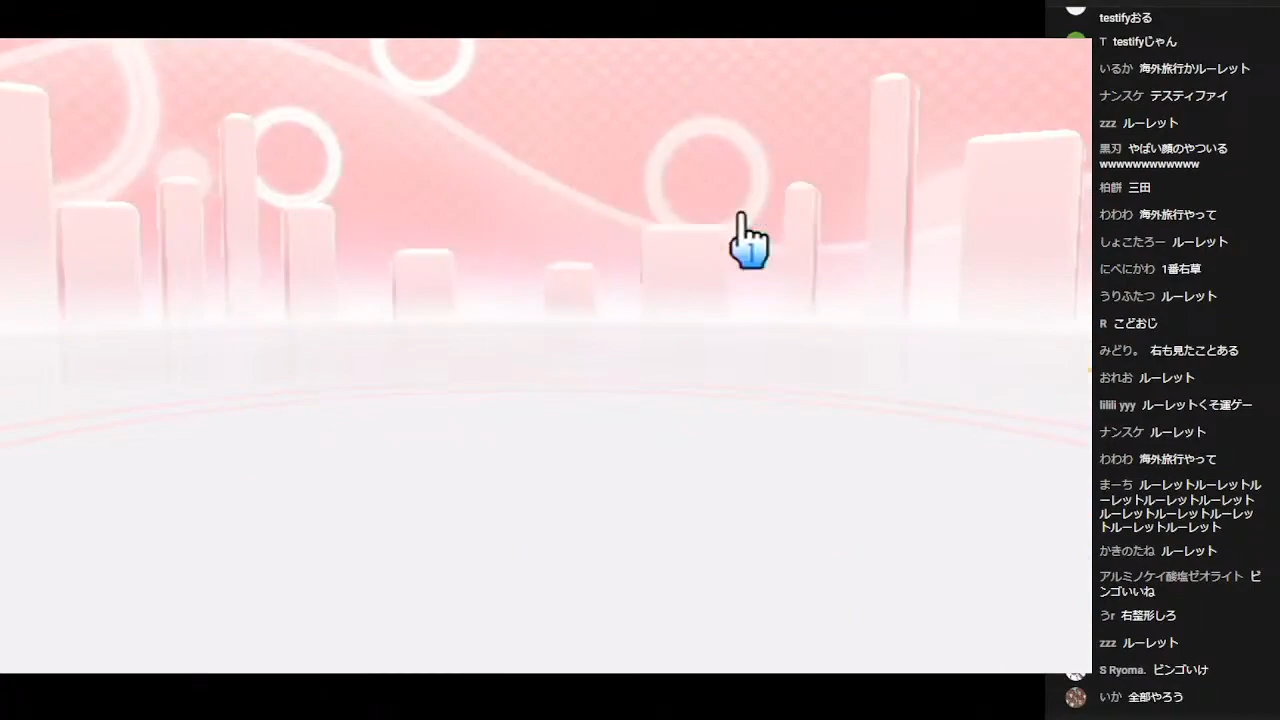 testifyおる
T testifyじゃん
いるか 海外旅行かルーレット
ナンスケ テスティファイ
zzz ルーレット
黒刃 やばい顔のやついる
wwwwwwwwwwww
柏餅 三田
わわわ 海外旅行やって
しょこたろー ルーレット
にべにかわ 1番右草
うりふたつ ルーレット
R こどおじ
みどり。 右も見たことある
おれお ルーレット
lilili yyy ルーレットくそ運ゲー
ナンスケ ルーレット
わわわ 海外旅行やって
まーち ルーレットルーレットル
ーレットルーレットルーレット
ルーレットルーレットルーレッ
トルーレットルーレット
かきのたね ルーレット
アルミノケイ酸塩ゼオライト ビ
ンゴいいね
うr 右整形しろ
zzz ルーレット
S Ryoma. ビンゴいけ
いか 全部やろう
1